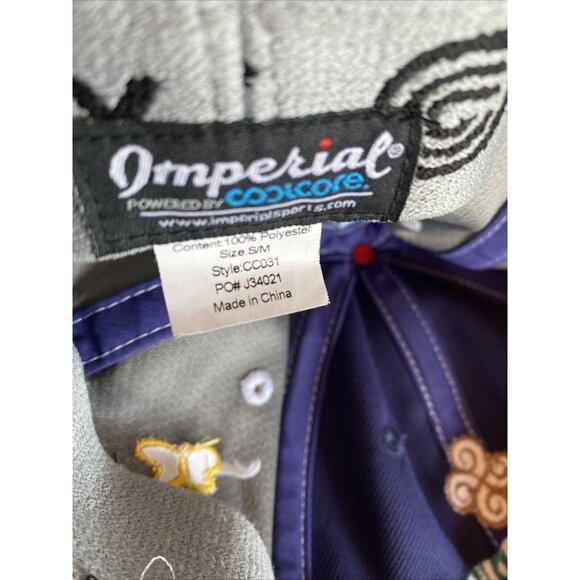 Imperial®
POWERED BY coolcore.
www.imperialsports.com
Content:100% Polyester
Size:S/M
Style:CC031
PO# J34021
Made in China